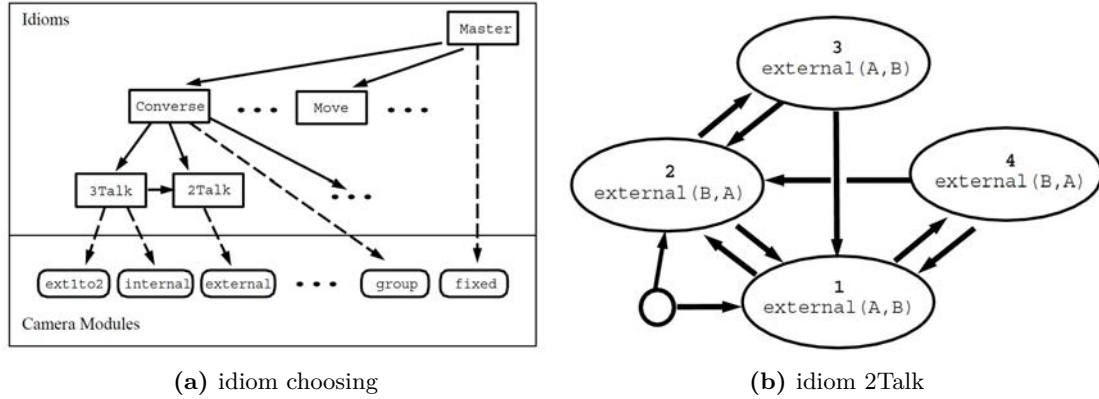 Idioms
Master
Converse
Move
3Talk
2Talk
ext1to2
internal
external
group
fixed
Camera Modules
(a) idiom choosing
3
external(A,B)
2
external(B,A)
4
external(B,A)
1
external(A,B)
(b) idiom 2Talk